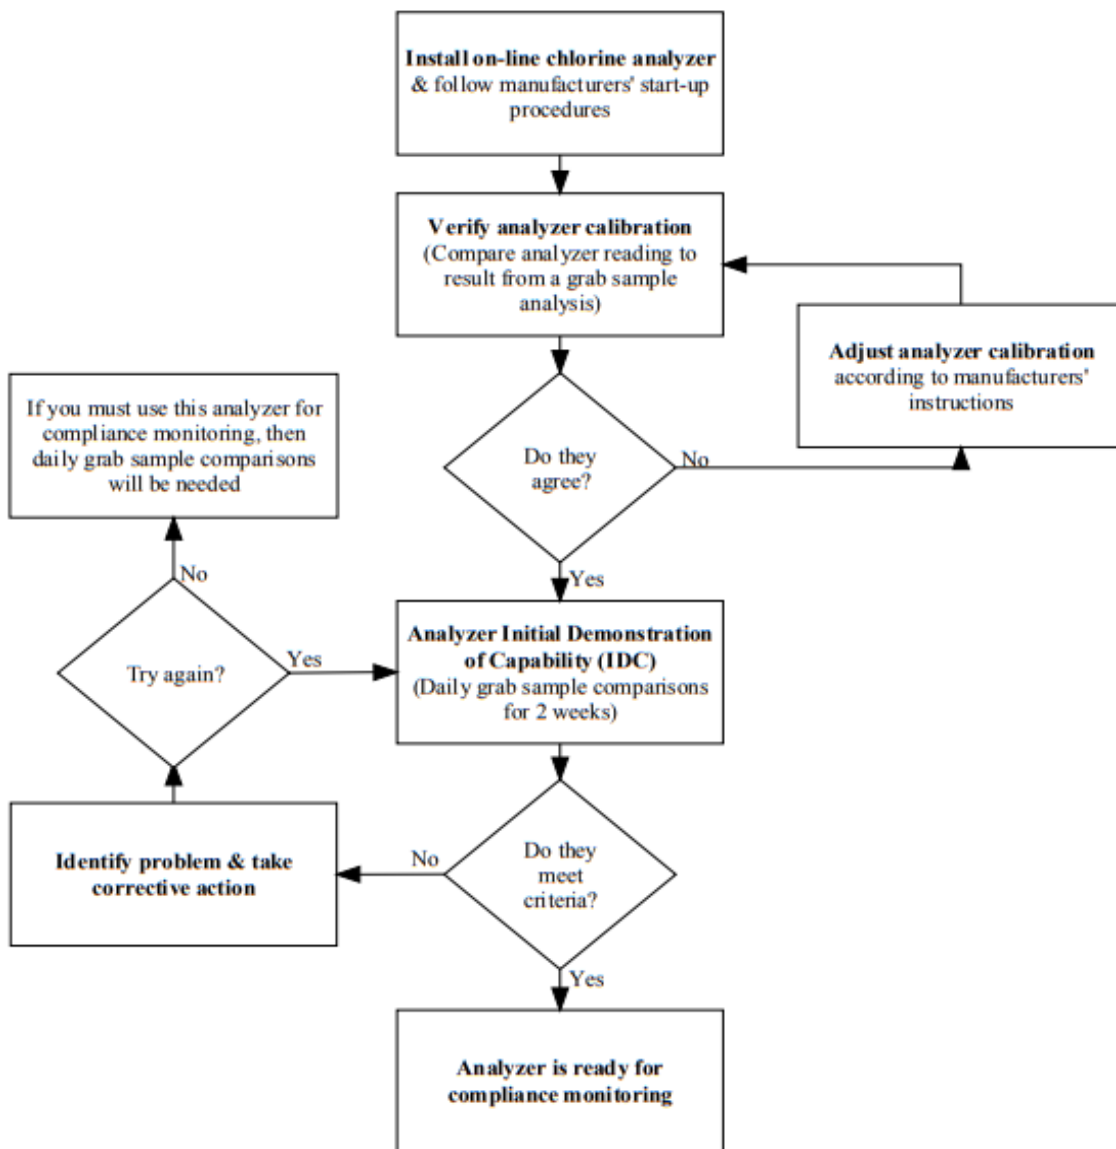 Install on-line chlorine analyzer
& follow manufacturers' start-up
procedures
Verify analyzer calibration
(Compare analyzer reading to
result from a grab sample
analysis)
Adjust analyzer calibration
according to manufacturers'
instructions
Do they
agree?
No
Yes
If you must use this analyzer for
compliance monitoring, then
daily grab sample comparisons
will be needed
No
Try again?
Yes
Analyzer Initial Demonstration
of Capability (IDC)
(Daily grab sample comparisons
for 2 weeks)
Identify problem & take
corrective action
No
Do they
meet
criteria?
Yes
Analyzer is ready for
compliance monitoring